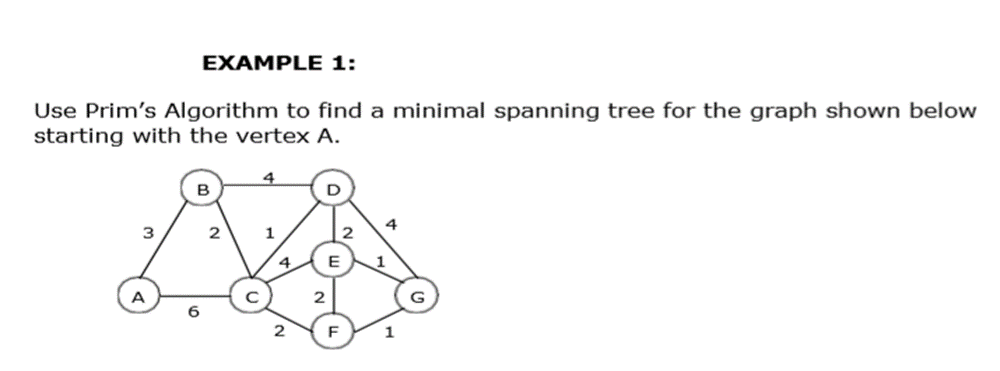 EXAMPLE 1:
Use Prim's Algorithm to find a minimal spanning tree for the graph shown below
starting with the vertex A.
4
B D
3 2 1 2 4
4 E 1
A C 2 G
6
2 F 1